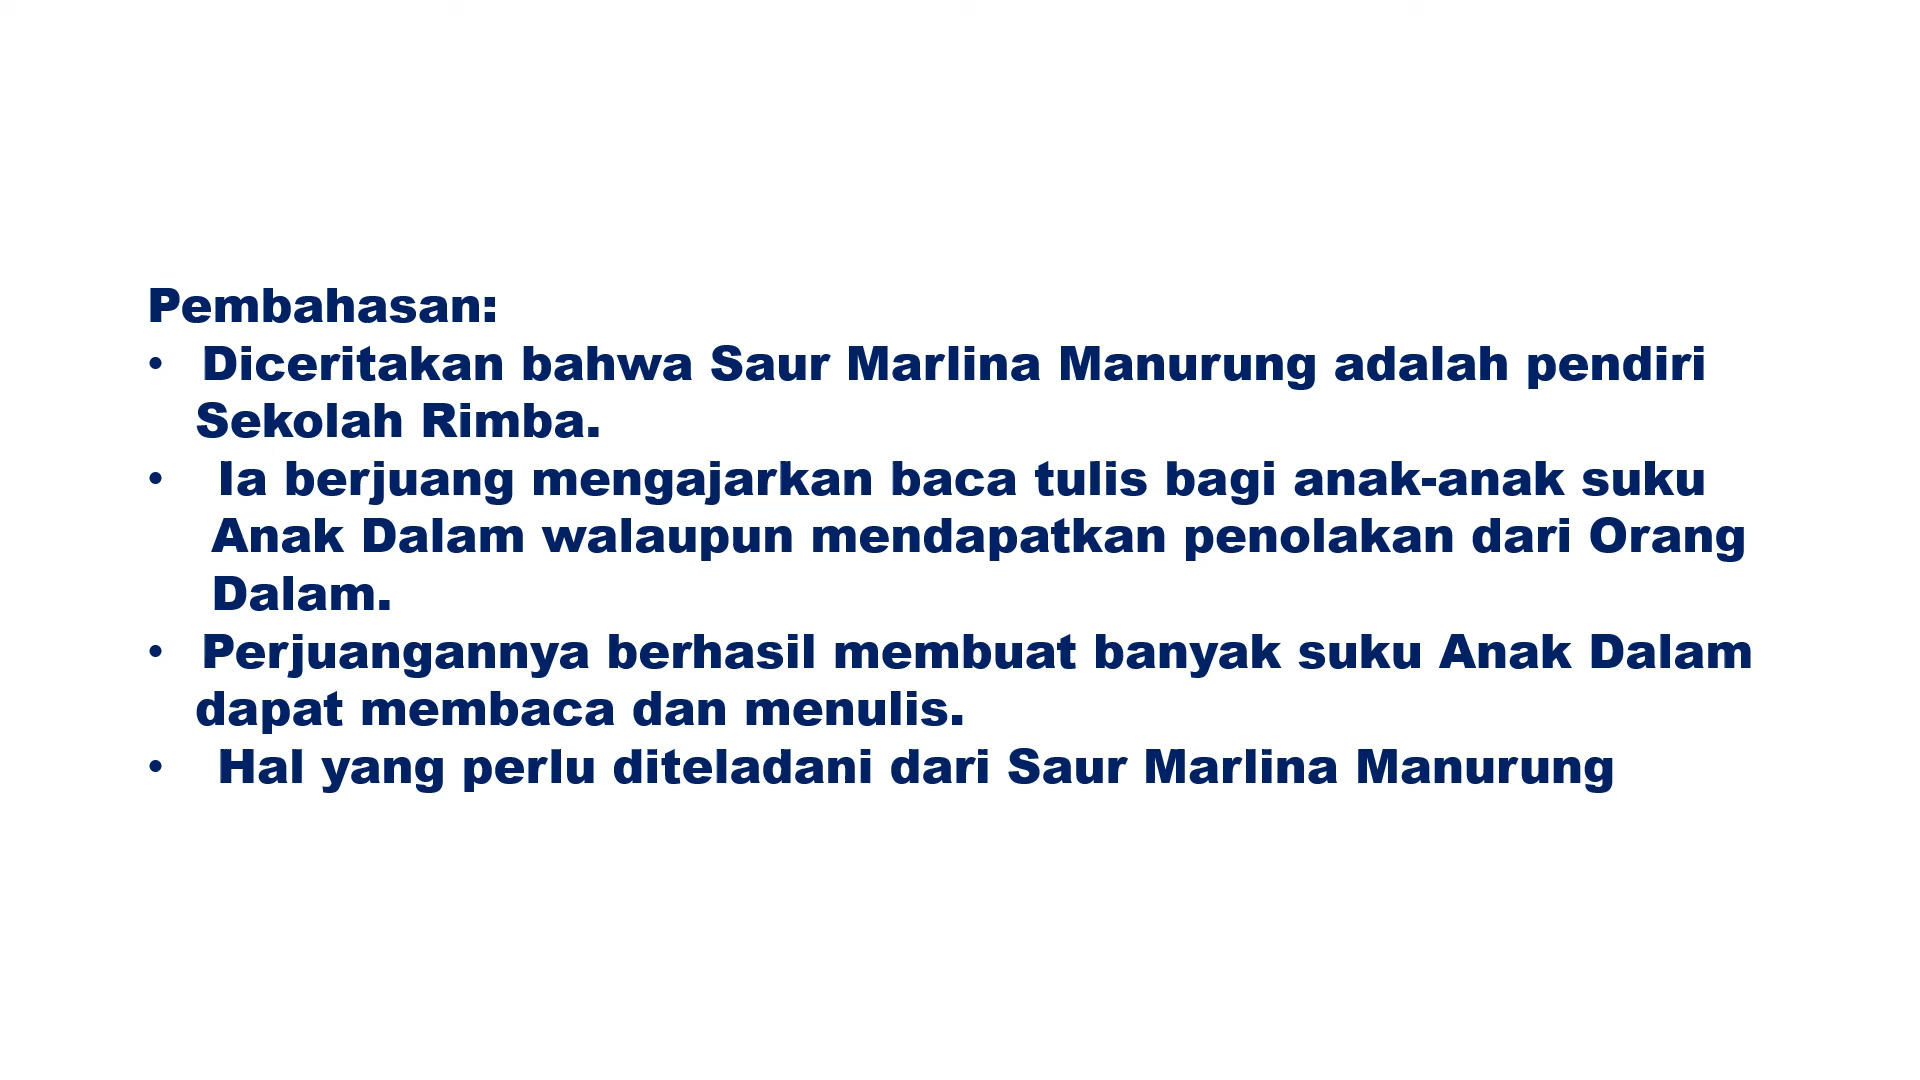 Pembahasan:
• Diceritakan bahwa Saur Marlina Manurung adalah pendiri
Sekolah Rimba.
• Ia berjuang mengajarkan baca tulis bagi anak-anak suku
Anak Dalam walaupun mendapatkan penolakan dari Orang
Dalam.
• Perjuangannya berhasil membuat banyak suku Anak Dalam
dapat membaca dan menulis.
• Hal yang perlu diteladani dari Saur Marlina Manurung